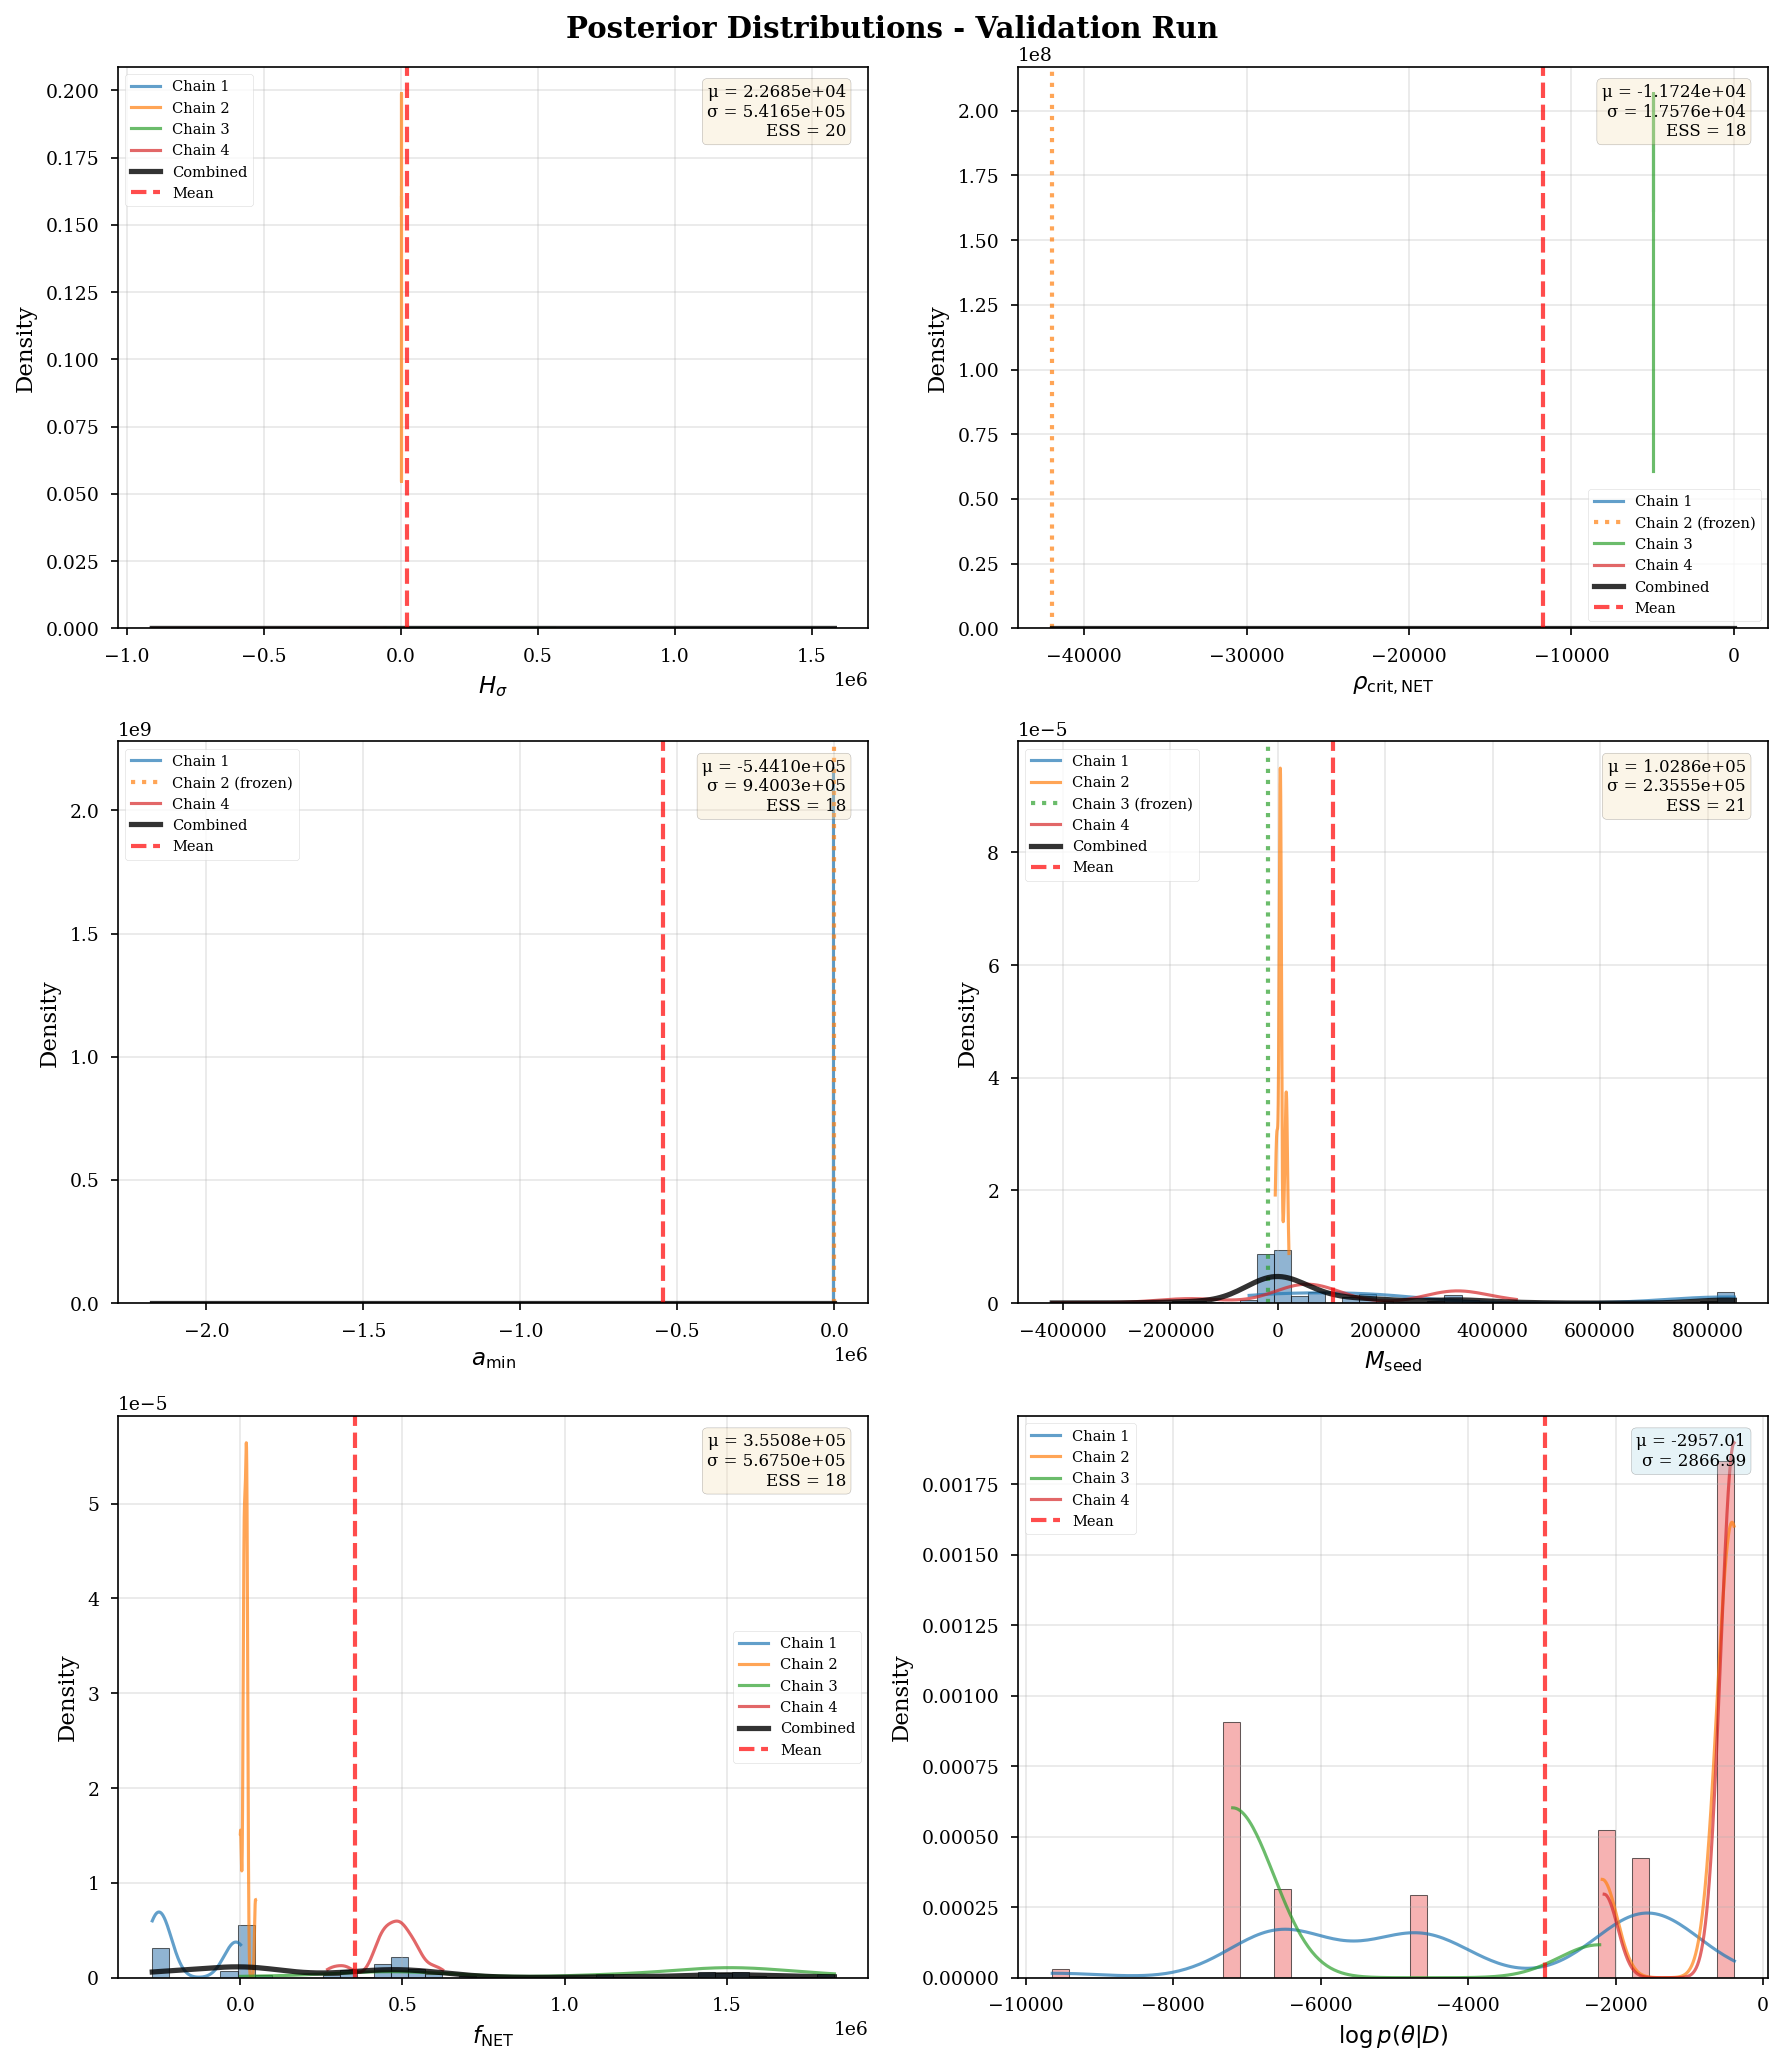 Posterior Distributions - Validation Run
Chain 1
Chain 2
Chain 3
Chain 4
Combined
Mean
μ = 2.2685e+04
σ = 5.4165e+05
ESS = 20
Density
0.200
0.175
0.150
0.125
0.100
0.075
0.050
0.025
0.000
−1.0
−0.5
0.0
0.5
1.0
1.5
1e6
Hσ
1e8
μ = -1.1724e+04
σ = 1.7576e+04
ESS = 18
Density
2.00
1.75
1.50
1.25
1.00
0.75
0.50
0.25
0.00
Chain 1
Chain 2 (frozen)
Chain 3
Chain 4
Combined
Mean
−40000
−30000
−20000
−10000
0
ρcrit, NET
1e9
Chain 1
Chain 2 (frozen)
Chain 4
Combined
Mean
μ = -5.4410e+05
σ = 9.4003e+05
ESS = 18
Density
2.0
1.5
1.0
0.5
0.0
−2.0
−1.5
−1.0
−0.5
0.0
1e6
amin
1e−5
Chain 1
Chain 2
Chain 3 (frozen)
Chain 4
Combined
Mean
μ = 1.0286e+05
σ = 2.3555e+05
ESS = 21
Density
8
6
4
2
0
−400000
−200000
0
200000
400000
600000
800000
Mseed
1e−5
μ = 3.5508e+05
σ = 5.6750e+05
ESS = 18
Density
5
4
3
2
1
0
Chain 1
Chain 2
Chain 3
Chain 4
Combined
Mean
0.0
0.5
1.0
1.5
1e6
fNET
Chain 1
Chain 2
Chain 3
Chain 4
Mean
μ = -2957.01
σ = 2866.99
Density
0.00175
0.00150
0.00125
0.00100
0.00075
0.00050
0.00025
0.00000
−10000
−8000
−6000
−4000
−2000
0
log p(θ|D)